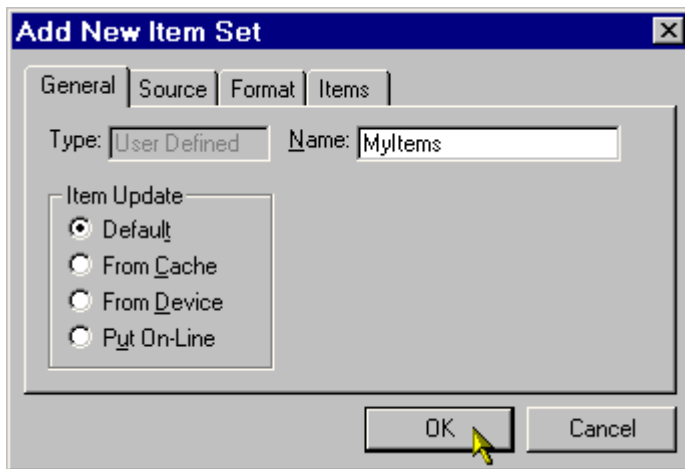 Add New Item Set
General Source Format Items
Type: User Defined Name: MyItems
Item Update
Default
From Cache
From Device
Put On-Line
OK Cancel